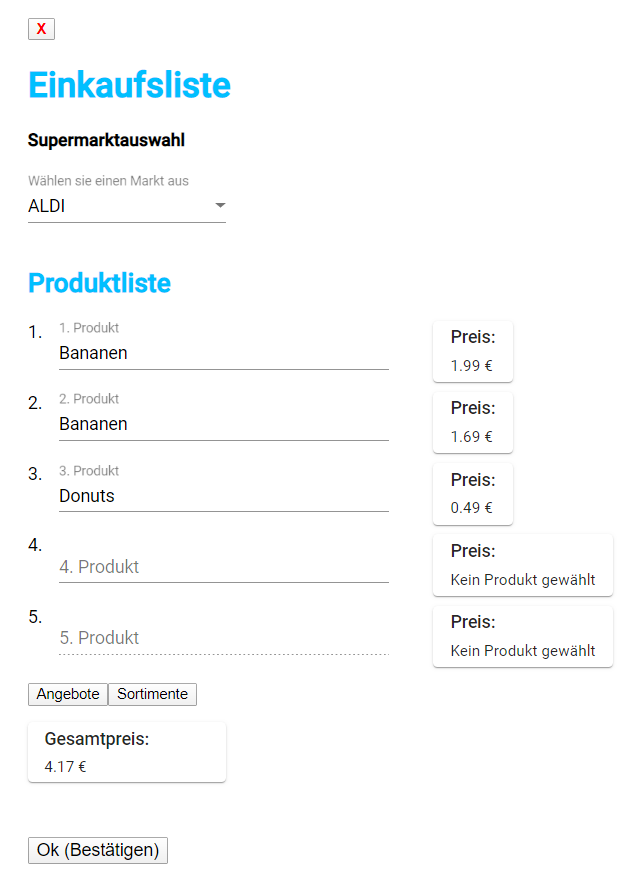 X
Einkaufsliste
Supermarktauswahl
Wählen sie einen Markt aus
ALDI
Produktliste
1. 1. Produkt
Bananen
Preis:
1.99 €
2. 2. Produkt
Bananen
Preis:
1.69 €
3. 3. Produkt
Donuts
Preis:
0.49 €
4.
4. Produkt
Preis:
Kein Produkt gewählt
5.
5. Produkt
Preis:
Kein Produkt gewählt
Angebote Sortimente
Gesamtpreis:
4.17 €
Ok (Bestätigen)